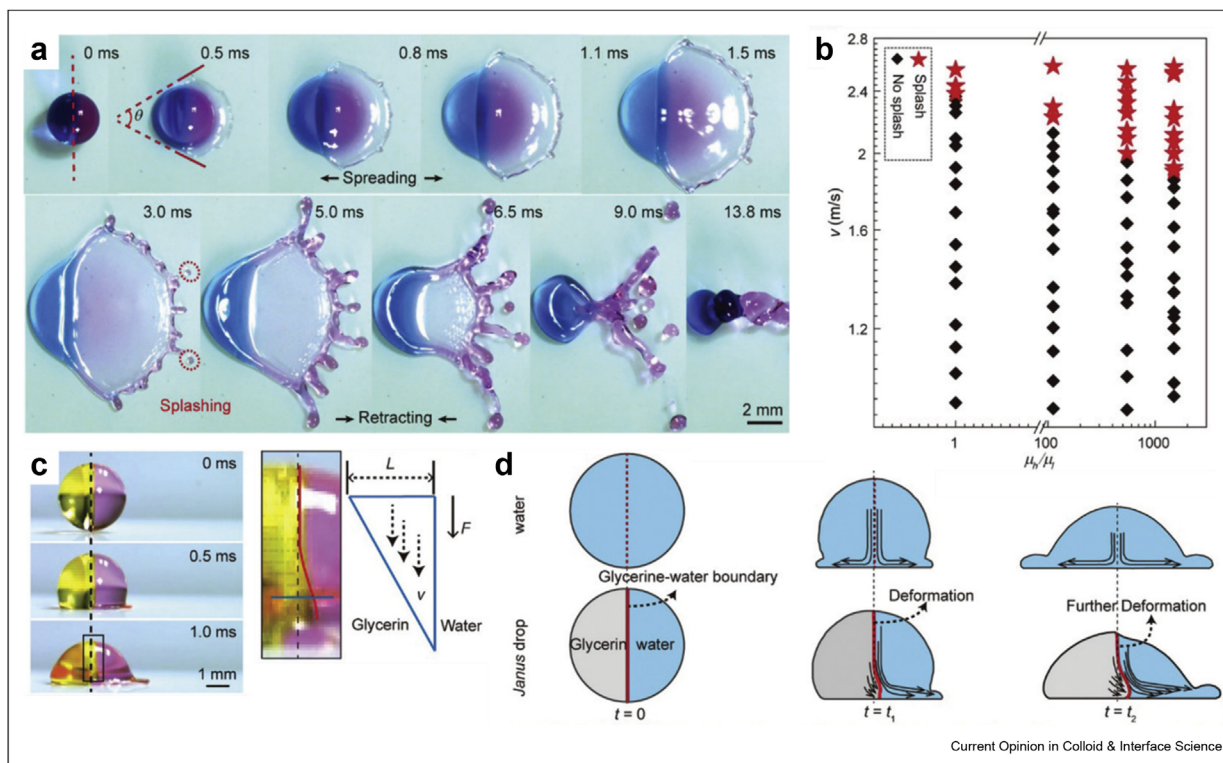 a
0 ms
0.5 ms
0.8 ms
1.1 ms
1.5 ms
θ
Spreading
3.0 ms
5.0 ms
6.5 ms
9.0 ms
13.8 ms
Splashing
Retracting
2 mm
b
2.8
2.4
2
1.6
1.2
v (m/s)
Splash
No splash
1
100
1000
μh/μl
c
0 ms
0.5 ms
1.0 ms
1 mm
L
F
v
Glycerin
Water
d
water
Glycerine-water boundary
Janus drop
Glycerin
water
t = 0
Deformation
t = t1
Further Deformation
t = t2
Current Opinion in Colloid & Interface Science